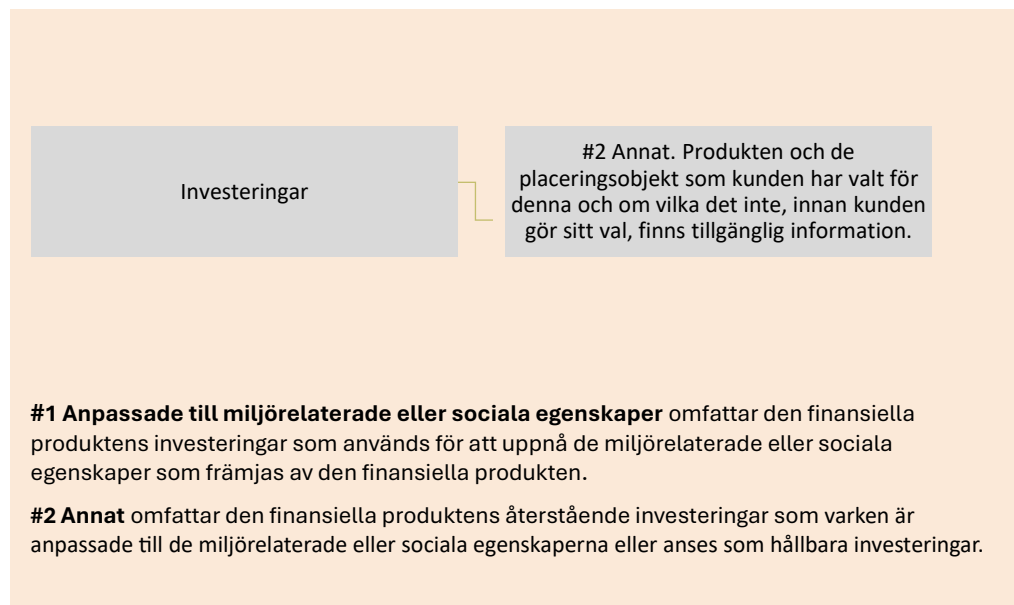 Investeringar
#2 Annat. Produkten och de
placeringsobjekt som kunden har valt för
denna och om vilka det inte, innan kunden
gör sitt val, finns tillgänglig information.
#1 Anpassade till miljörelaterade eller sociala egenskaper omfattar den finansiella
produktens investeringar som används för att uppnå de miljörelaterade eller sociala
egenskaper som främjas av den finansiella produkten.
#2 Annat omfattar den finansiella produktens återstående investeringar som varken är
anpassade till de miljörelaterade eller sociala egenskaperna eller anses som hållbara investeringar.